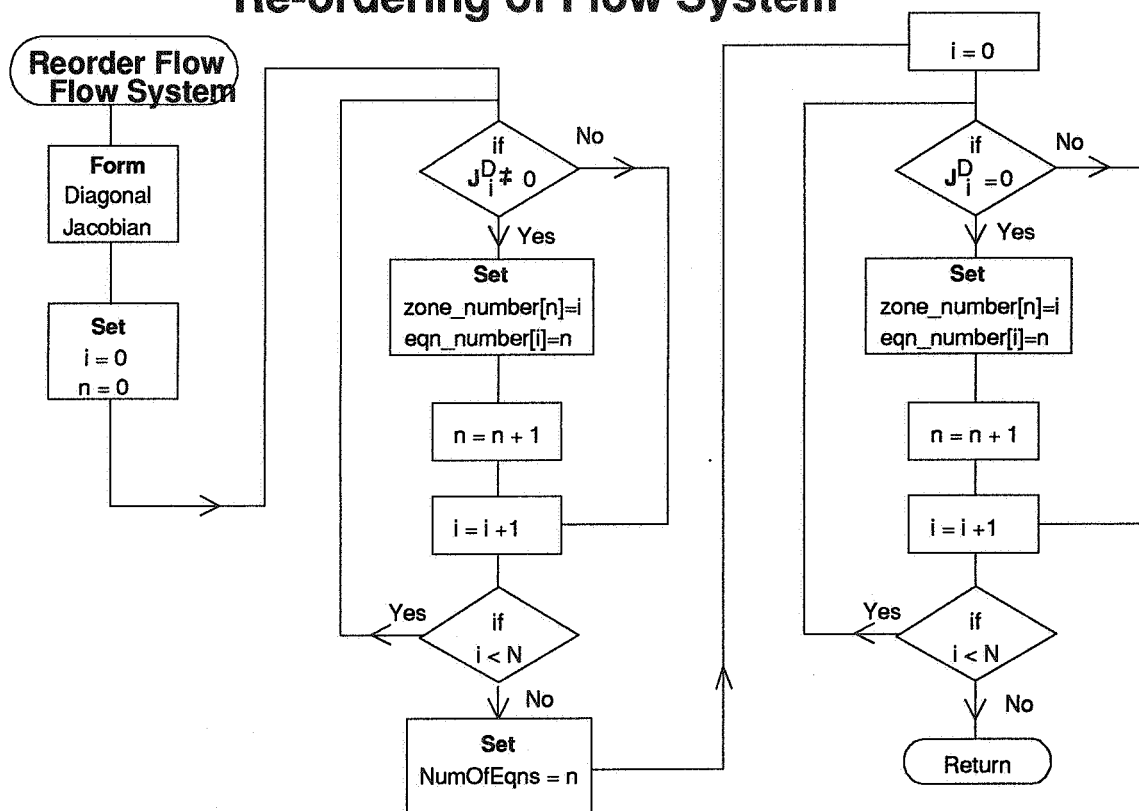 Re-ordering of Flow System
Reorder Flow
Flow System
Form
Diagonal
Jacobian
Set
i = 0
n = 0
if
J^D_i ≠ 0
No
Yes
Set
zone_number[n]=i
eqn_number[i]=n
n = n + 1
i = i +1
if
i < N
Yes
No
Set
NumOfEqns = n
i = 0
if
J^D_i =0
No
Yes
Set
zone_number[n]=i
eqn_number[i]=n
n = n + 1
i = i +1
if
i < N
Yes
No
Return